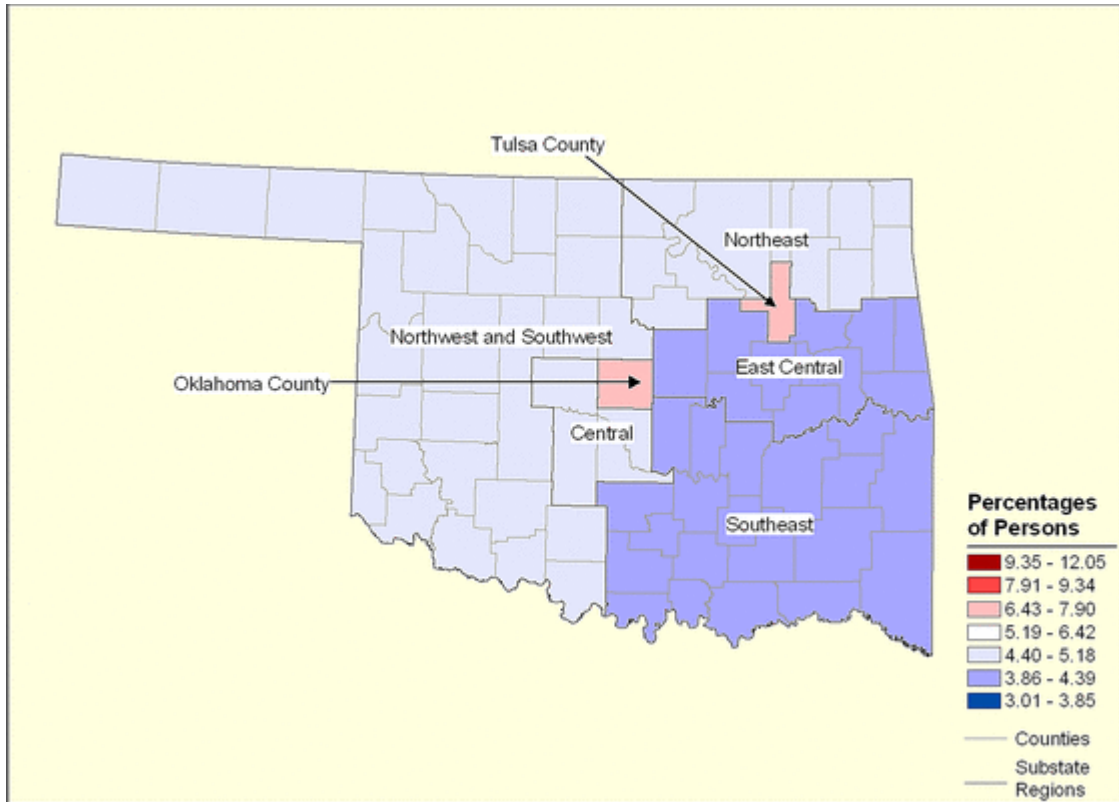 Tulsa County
Northeast
Northwest and Southwest
East Central
Oklahoma County
Central
Southeast
Percentages
of Persons
9.35 - 12.05
7.91 - 9.34
6.43 - 7.90
5.19 - 6.42
4.40 - 5.18
3.86 - 4.39
3.01 - 3.85
Counties
Substate
Regions